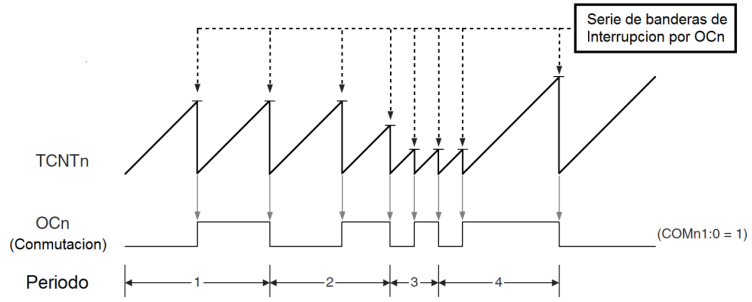 Serie de banderas de
Interrupcion por OCn
TCNTn
OCn
(Conmutacion)
(COMn1:0 = 1)
Periodo
1
2
3
4